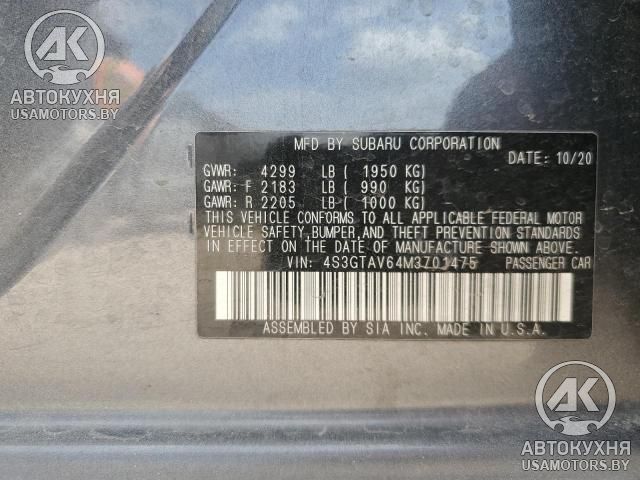 АК
АВТОКУХНЯ
USAMOTORS.BY
MFD BY SUBARU CORPORATION
DATE: 10/20
GVWR: 4299 LB ( 1950 KG)
GAWR: F 2183 LB ( 990 KG)
GAWR: R 2205 LB ( 1000 KG)
THIS VEHICLE CONFORMS TO ALL APPLICABLE FEDERAL MOTOR
VEHICLE SAFETY,BUMPER,AND THEFT PREVENTION STANDARDS
IN EFFECT ON THE DATE OF MANUFACTURE SHOWN ABOVE.
VIN: 4S3GTAV64M3701475 PASSENGER CAR
ASSEMBLED BY SIA INC. MADE IN U.S.A.
АК
АВТОКУХНЯ
USAMOTORS.BY